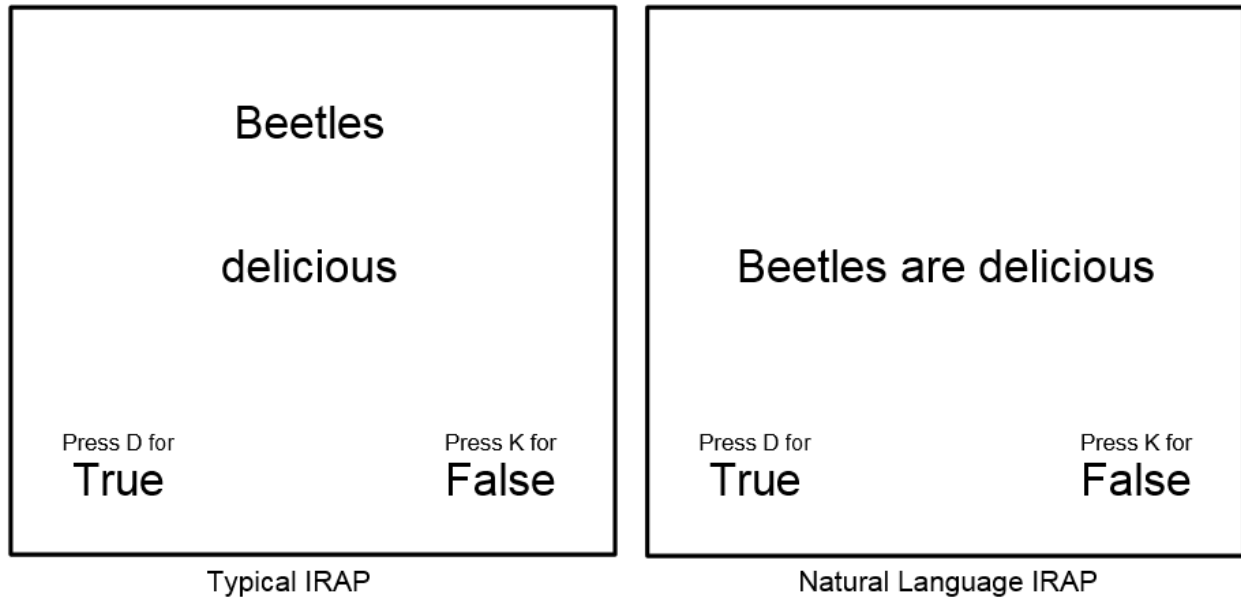 Beetles
delicious
Press D for
True
Press K for
False
Typical IRAP
Beetles are delicious
Press D for
True
Press K for
False
Natural Language IRAP